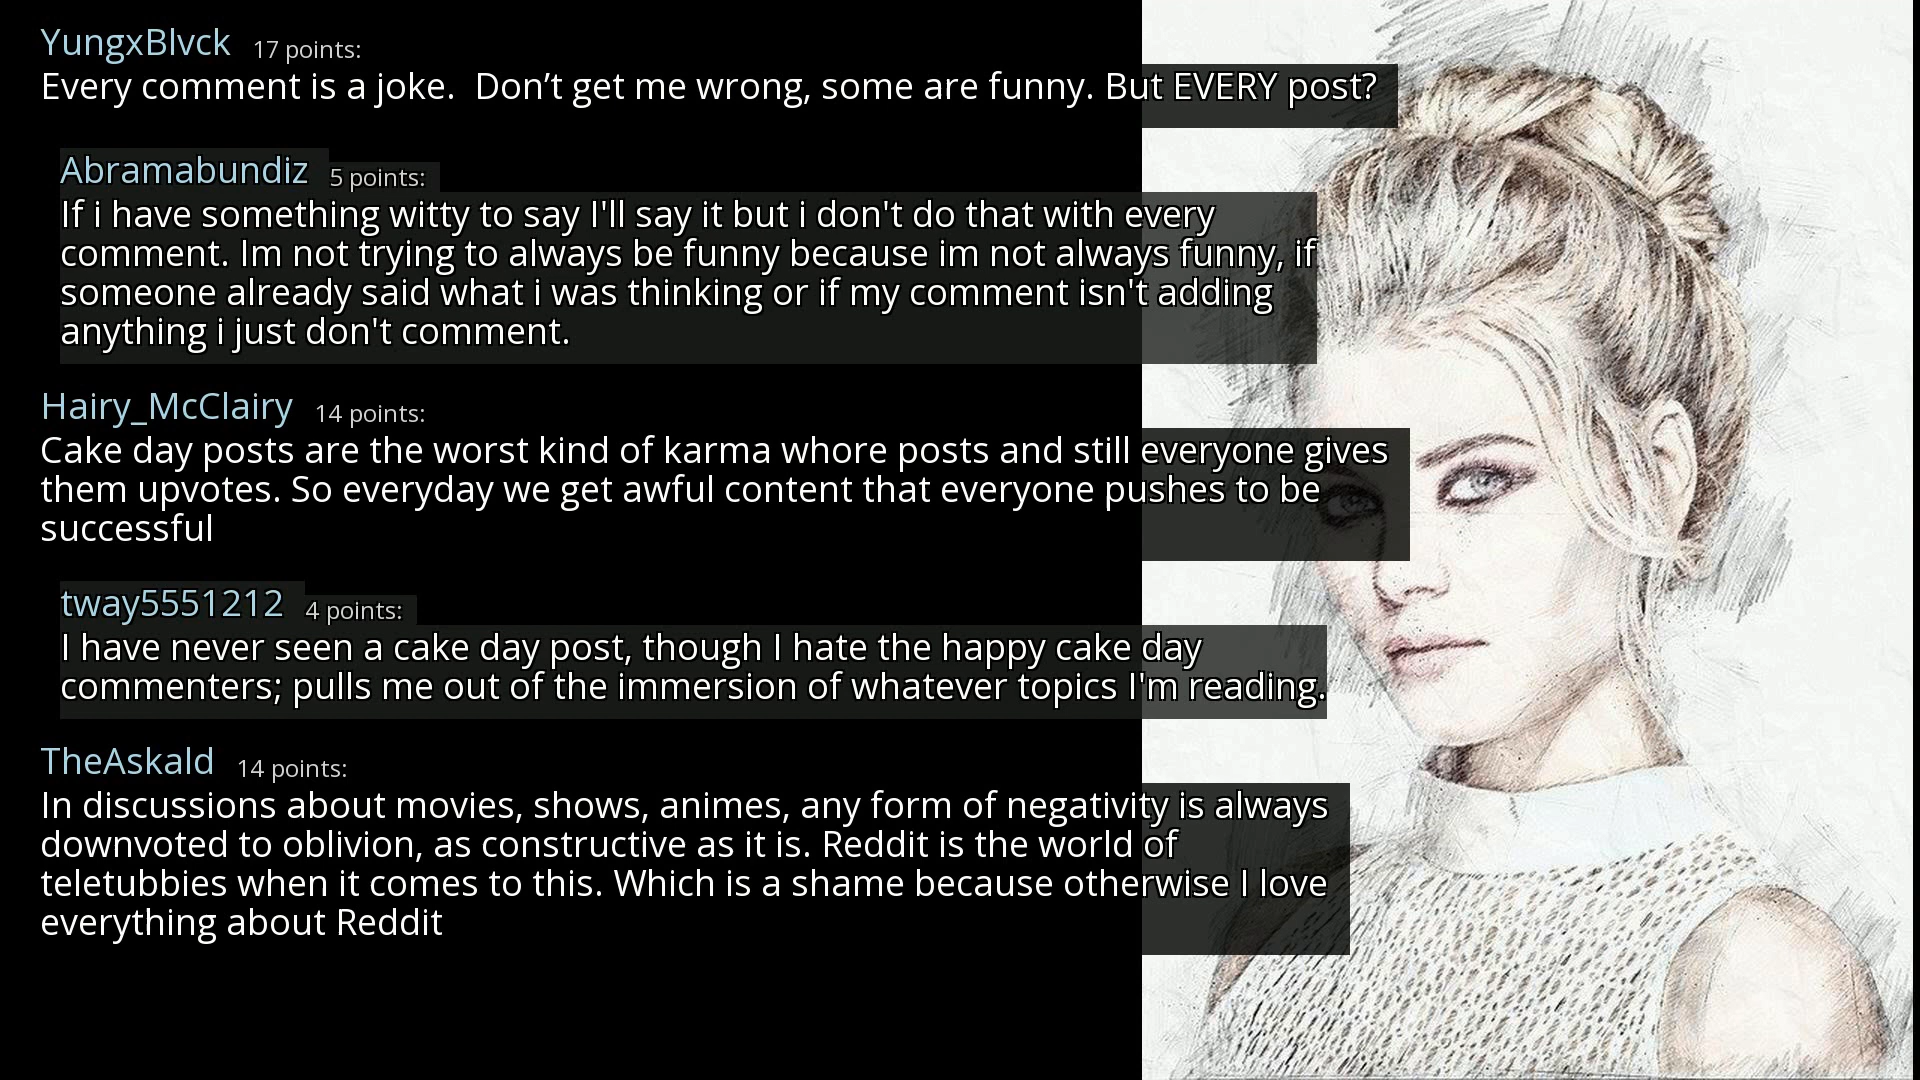 YungxBlvck 17 points:
Every comment is a joke.  Don’t get me wrong, some are funny. But EVERY post?
Abramabundiz 5 points:
If i have something witty to say I'll say it but i don't do that with every
comment. Im not trying to always be funny because im not always funny, if
someone already said what i was thinking or if my comment isn't adding
anything i just don't comment.
Hairy_McClairy 14 points:
Cake day posts are the worst kind of karma whore posts and still everyone gives
them upvotes. So everyday we get awful content that everyone pushes to be
successful
tway5551212 4 points:
I have never seen a cake day post, though I hate the happy cake day
commenters; pulls me out of the immersion of whatever topics I'm reading.
TheAskald 14 points:
In discussions about movies, shows, animes, any form of negativity is always
downvoted to oblivion, as constructive as it is. Reddit is the world of
teletubbies when it comes to this. Which is a shame because otherwise I love
everything about Reddit